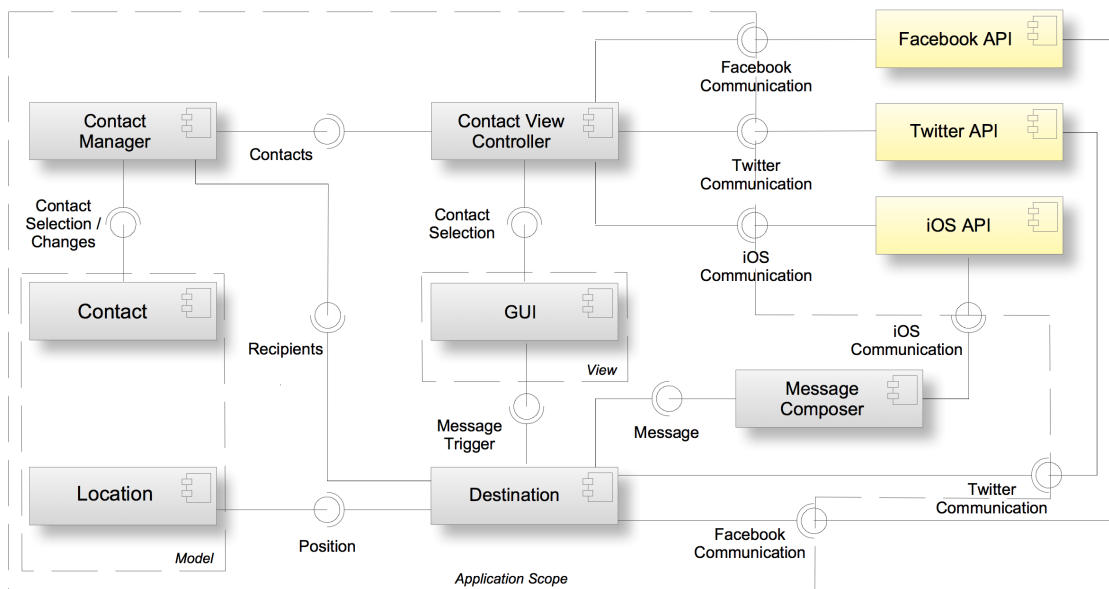 Facebook API
Facebook
Communication
Contact
Manager
Contacts
Contact View
Controller
Twitter API
Twitter
Communication
Contact
Selection /
Changes
Contact
Selection
iOS API
iOS
Communication
Contact
GUI
View
Recipients
iOS
Communication
Message
Composer
Message
Trigger
Message
Location
Model
Position
Destination
Twitter
Communication
Facebook
Communication
Application Scope